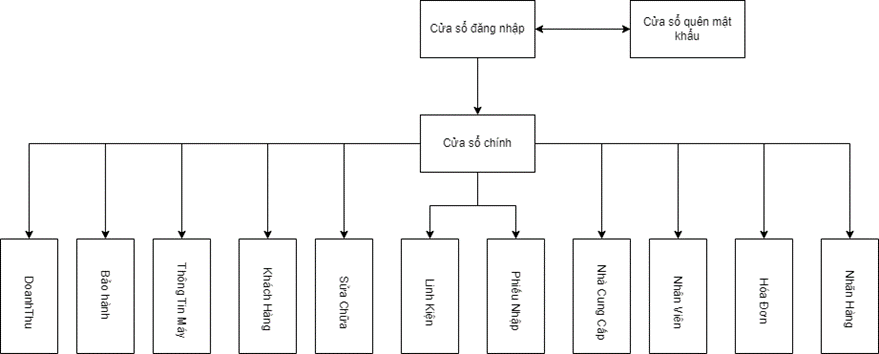 Cửa sổ đăng nhập
Cửa sổ quên mật
khẩu
Cửa sổ chính
DoanhThu
Bảo hành
Thông Tin Máy
Khách Hàng
Sửa Chữa
Linh Kiện
Phiếu Nhập
Nhà Cung Cấp
Nhân Viên
Hóa Đơn
Nhãn Hàng